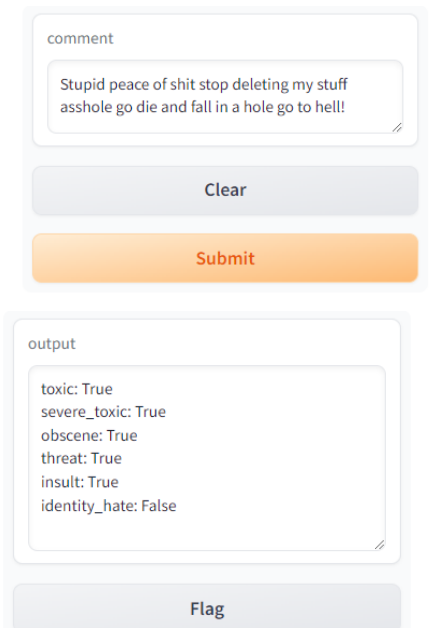 comment
Stupid peace of shit stop deleting my stuff
asshole go die and fall in a hole go to hell!
Clear
Submit
output
toxic: True
severe_toxic: True
obscene: True
threat: True
insult: True
identity_hate: False
Flag